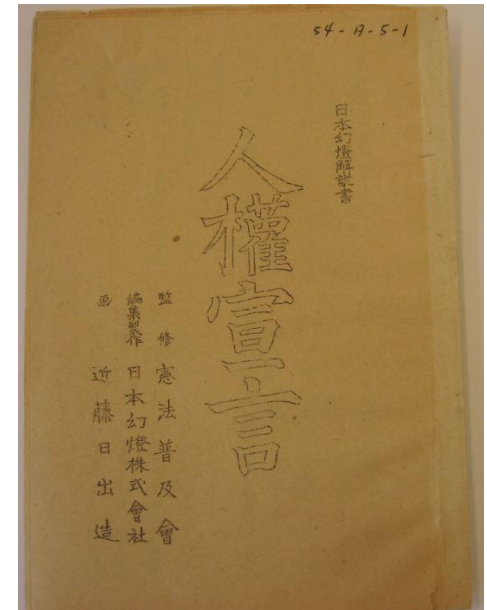 54-A-5-1
日本幻燈解説書
人權宣言
監修 憲法普及會
編集製作 日本幻燈株式會社
画 近藤日出造